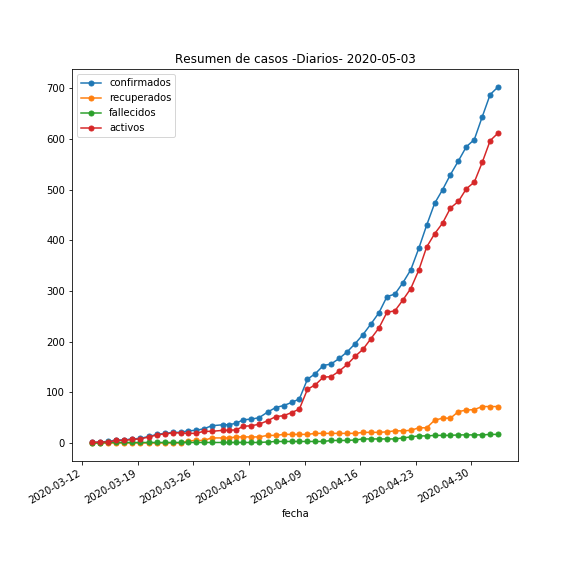 Resumen de casos -Diarios- 2020-05-03
confirmados
recuperados
fallecidos
activos
700
600
500
400
300
200
100
0
2020-03-12
2020-03-19
2020-03-26
2020-04-02
2020-04-09
2020-04-16
2020-04-23
2020-04-30
fecha